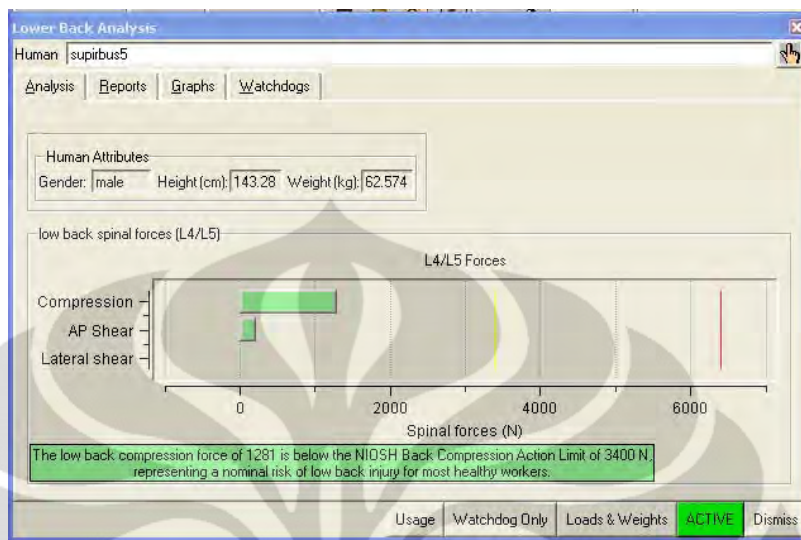 Lower Back Analysis
Human supirbus5
Analysis Reports Graphs Watchdogs
Human Attributes
Gender: male Height (cm): 143.28 Weight (kg): 62.574
low back spinal forces (L4/L5)
L4/L5 Forces
Compression
AP Shear
Lateral shear
0 2000 4000 6000
Spinal forces (N)
The low back compression force of 1281 is below the NIOSH Back Compression Action Limit of 3400 N,
representing a nominal risk of low back injury for most healthy workers.
Usage Watchdog Only Loads & Weights ACTIVE Dismiss